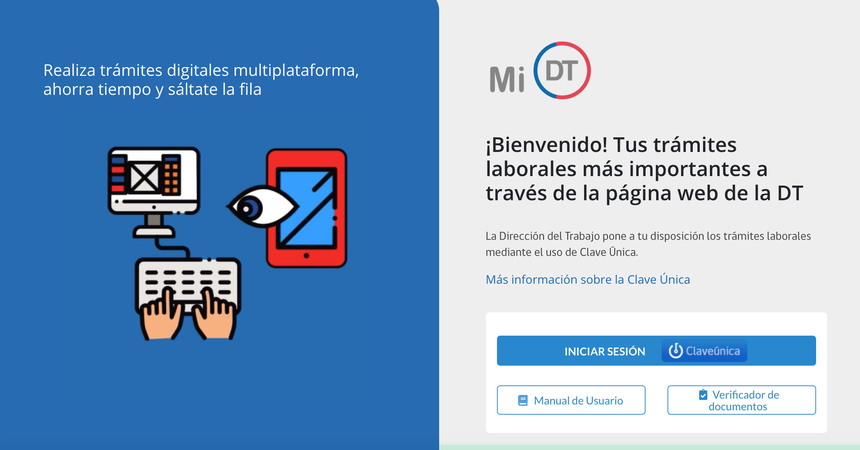 Realiza trámites digitales multiplataforma,
ahorra tiempo y sáltate la fila
Mi DT
¡Bienvenido! Tus trámites
laborales más importantes a
través de la página web de la DT
La Dirección del Trabajo pone a tu disposición los trámites laborales
mediante el uso de Clave Única.
Más información sobre la Clave Única
INICIAR SESIÓN Claveúnica
Manual de Usuario
Verificador de
documentos